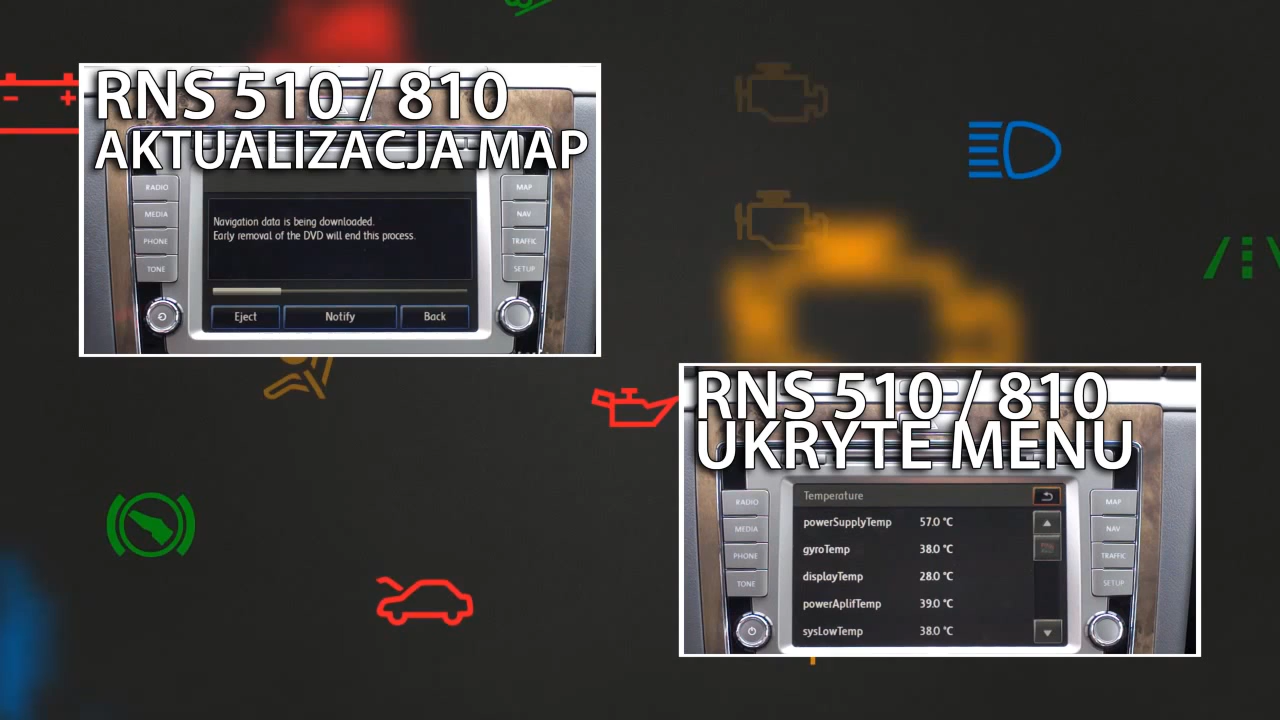 RNS 510 / 810
AKTUALIZACJA MAP
RADIO
MEDIA
PHONE
TONE
Navigation data is being downloaded.
Early removal of the DVD will end this process.
Eject
Notify
Back
MAP
NAV
TRAFFIC
SETUP
RNS 510 / 810
UKRYTE MENU
RADIO
MEDIA
PHONE
TONE
Temperature
powerSupplyTemp 57.0 °C
gyroTemp 38.0 °C
displayTemp 28.0 °C
powerAplifTemp 39.0 °C
sysLowTemp 38.0 °C
MAP
NAV
TRAFFIC
SETUP